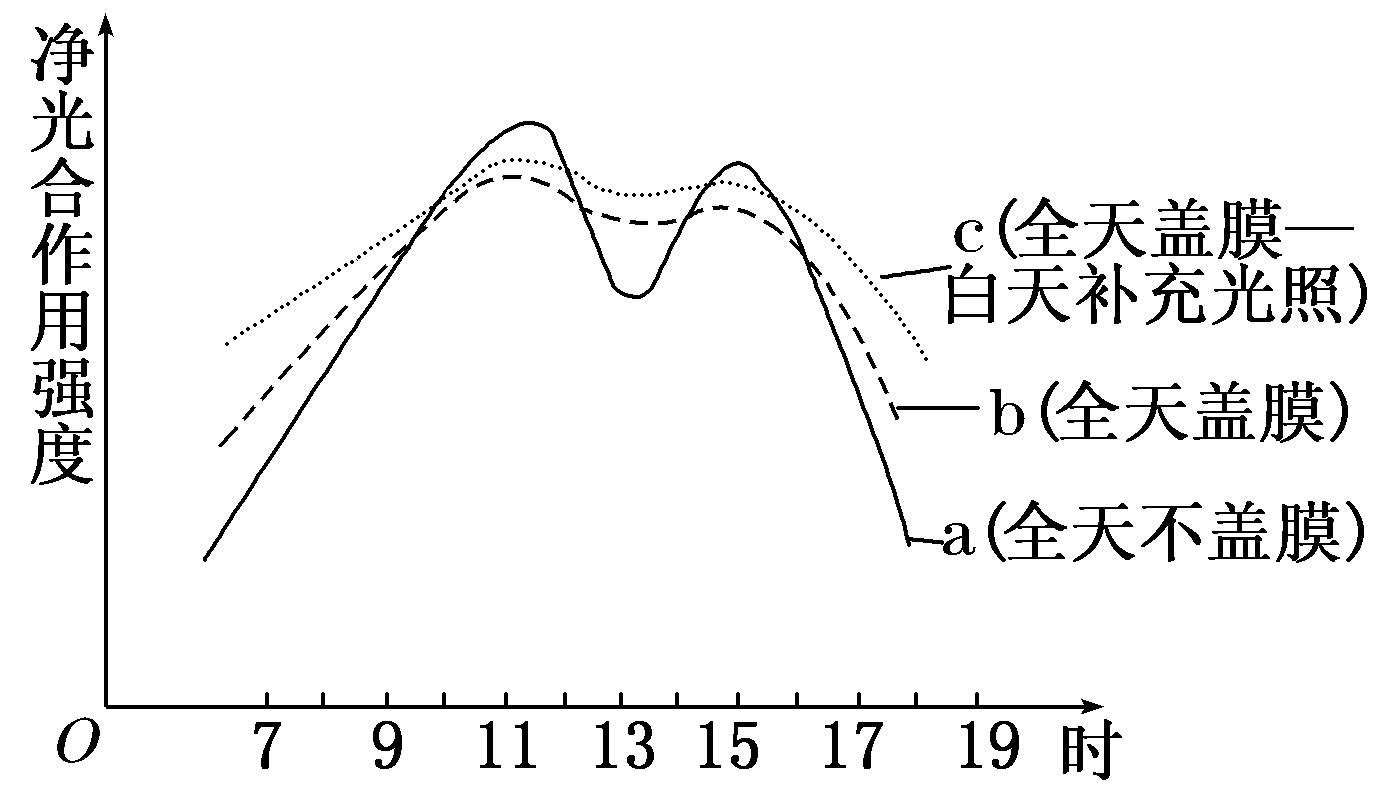 净光合作用强度
c(全天盖膜—
白天补充光照)
b(全天盖膜)
a(全天不盖膜)
O 7 9 11 13 15 17 19 时